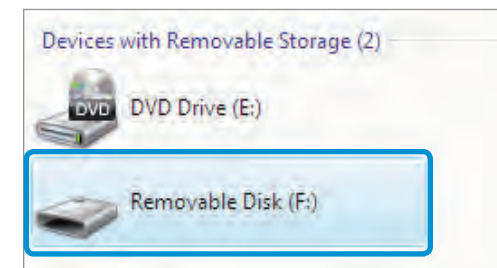 Devices with Removable Storage (2)
DVD
DVD Drive (E:)
Removable Disk (F:)